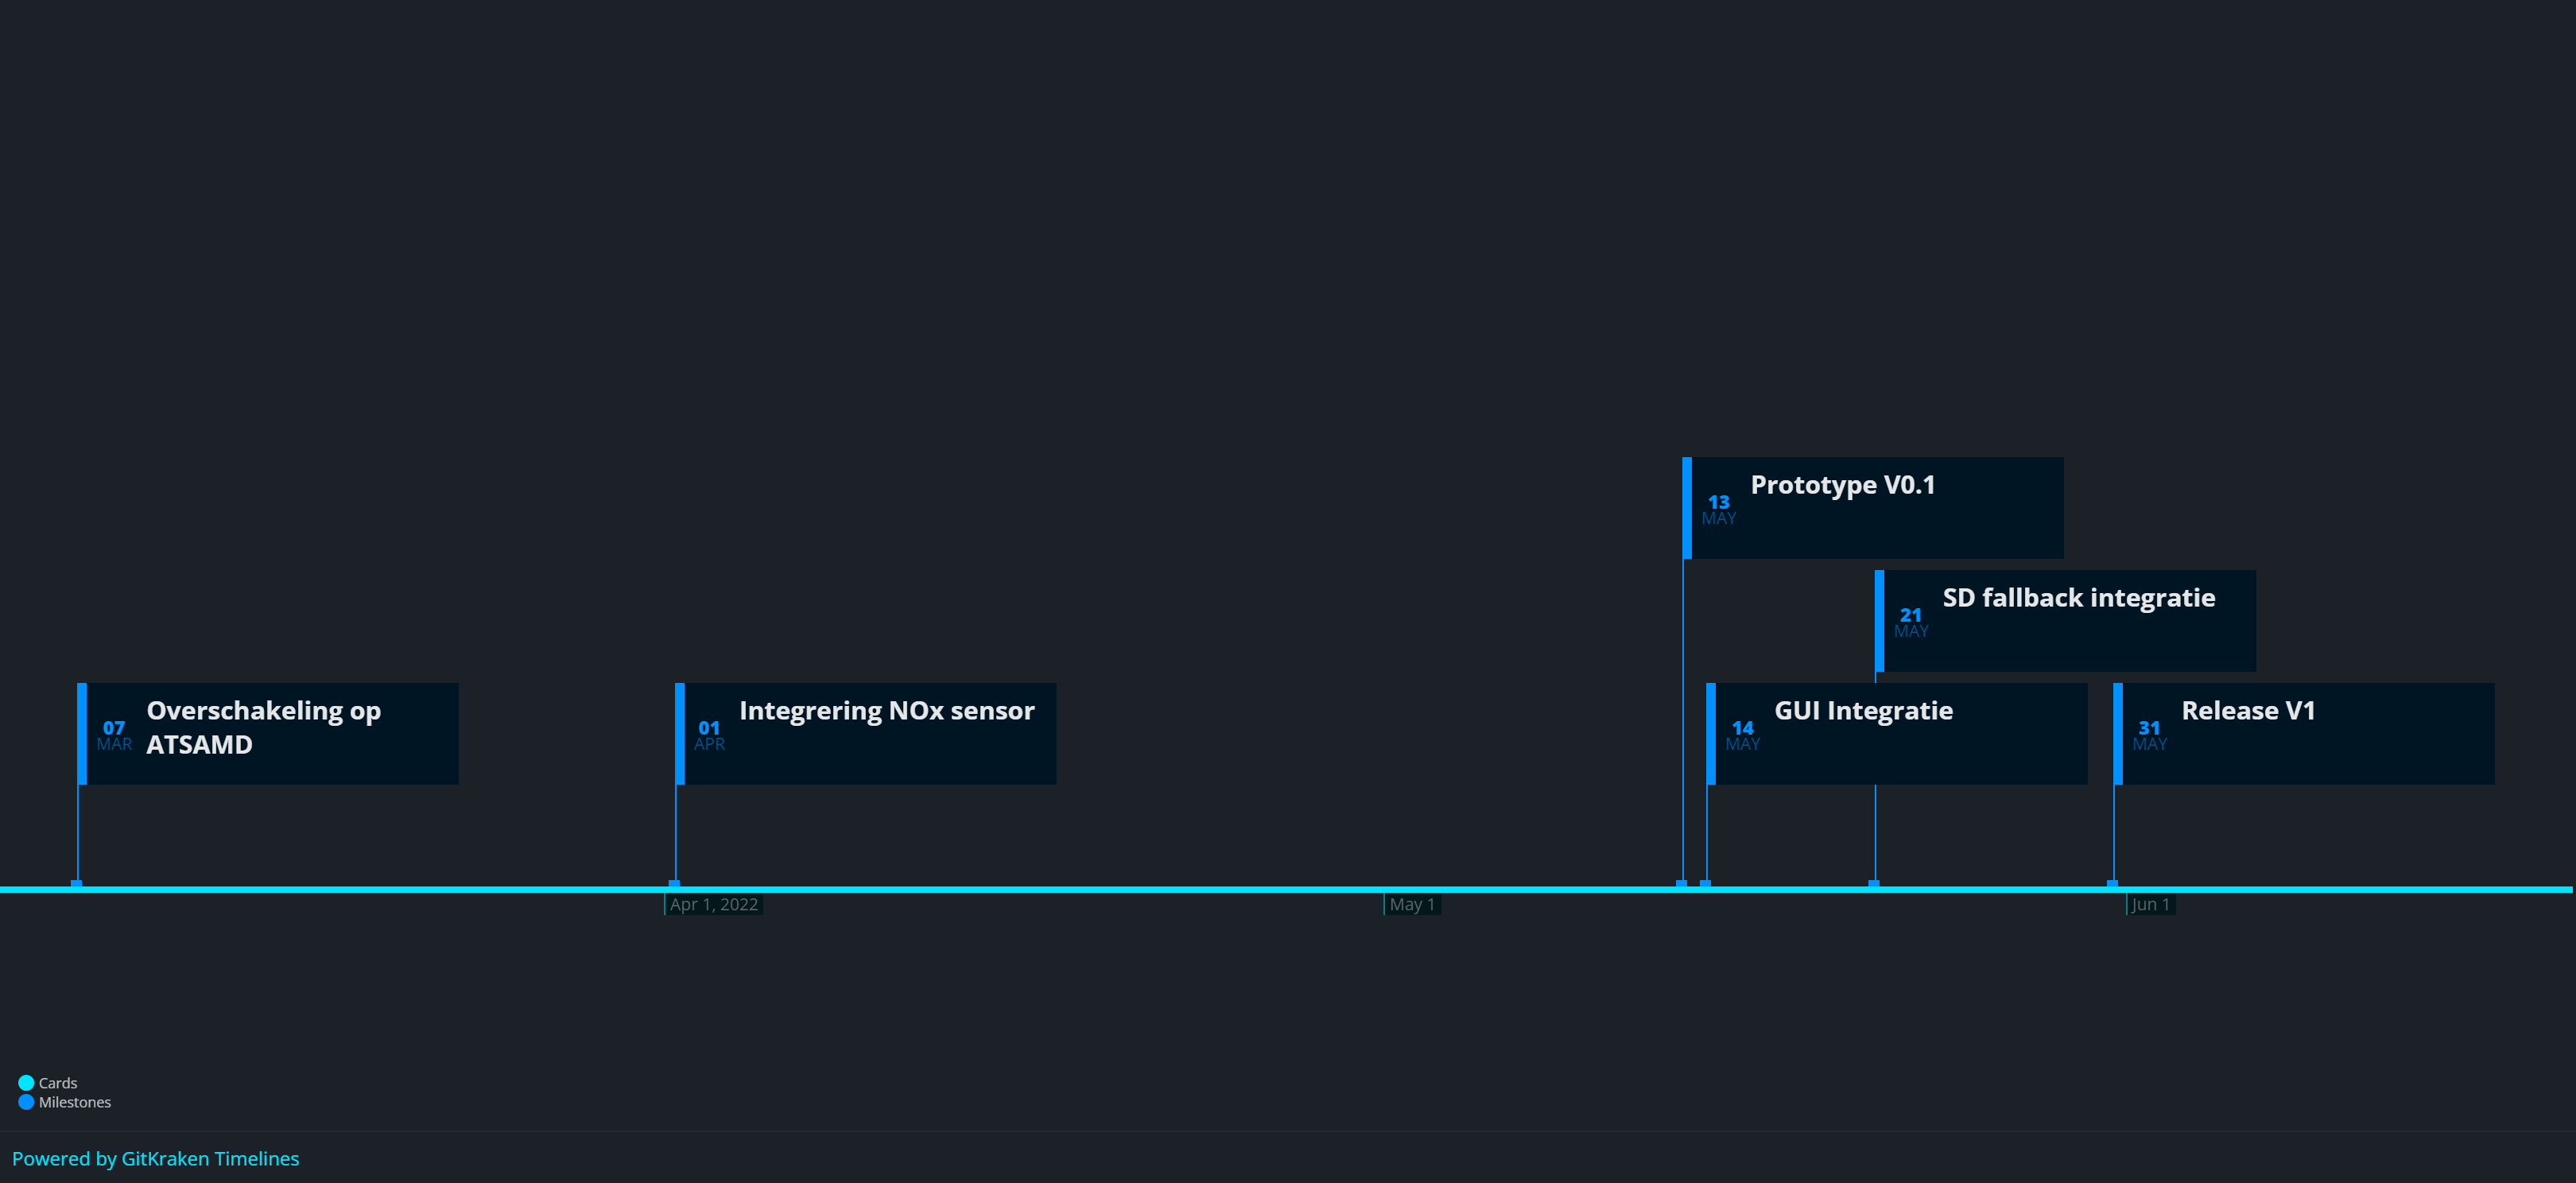 13
MAY
Prototype V0.1
21
MAY
SD fallback integratie
07
MAR
Overschakeling op
ATSAMD
01
APR
Integrering NOx sensor
14
MAY
GUI Integratie
31
MAY
Release V1
Apr 1, 2022
May 1
Jun 1
Cards
Milestones
Powered by GitKraken Timelines